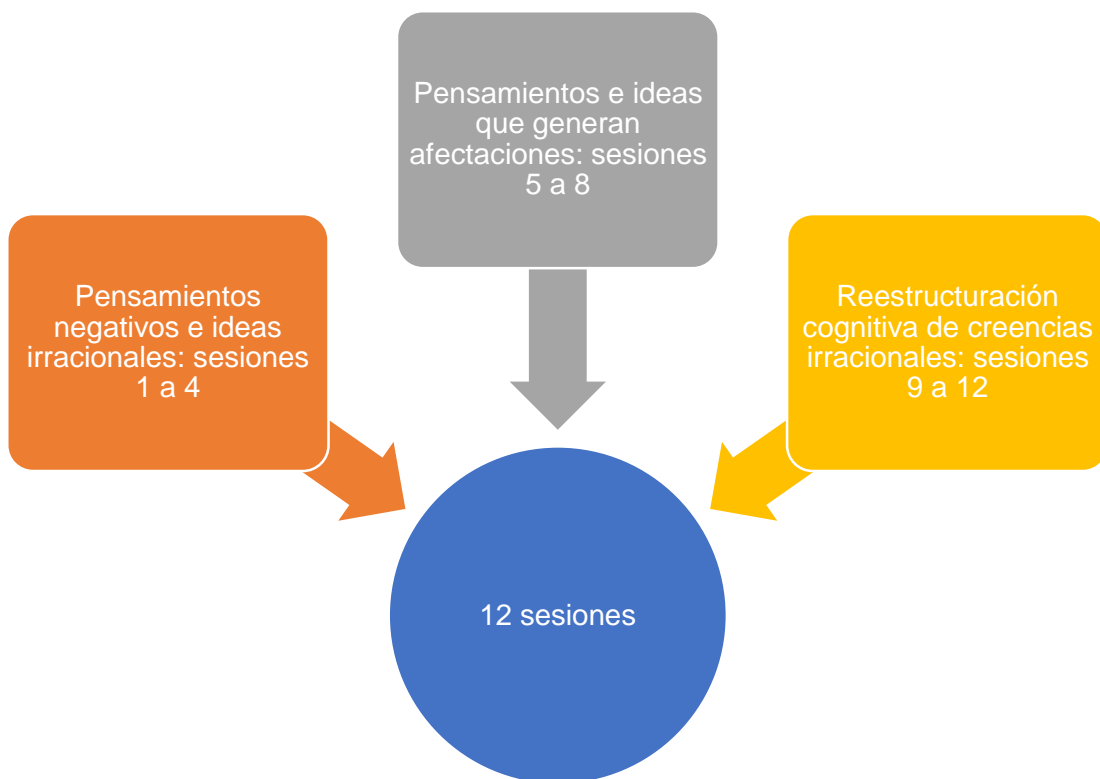 Pensamientos e ideas
que generan
afectaciones: sesiones
5 a 8
Pensamientos
negativos e ideas
irracionales: sesiones
1 a 4
Reestructuración
cognitiva de creencias
irracionales: sesiones
9 a 12
12 sesiones